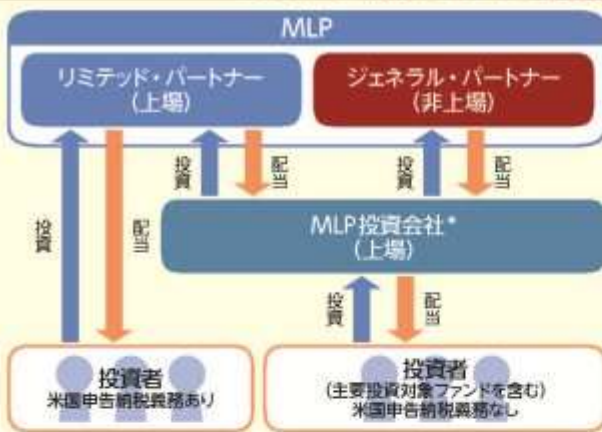 MLP
リミテッド・パートナー
(上場)
ジェネラル・パートナー
(非上場)
投資
配当
投資
配当
投資
配当
MLP投資会社*
(上場)
投資
配当
投資者
米国申告納税義務あり
投資者
(主要投資対象ファンドを含む)
米国申告納税義務なし